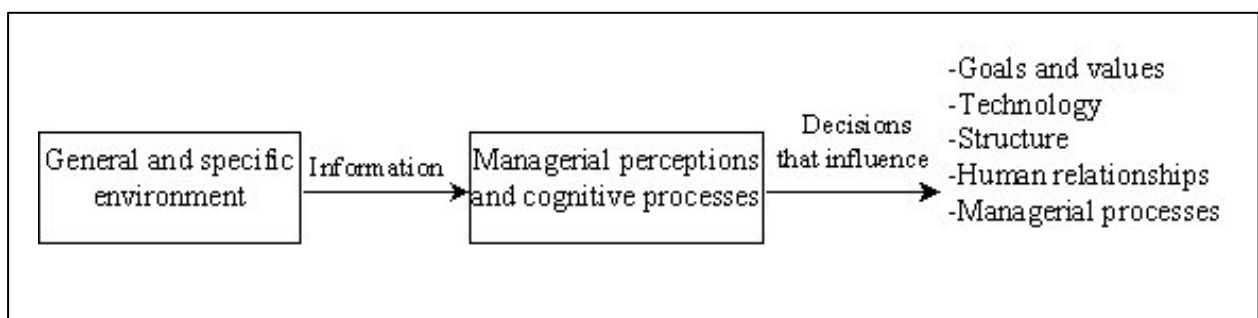 General and specific
environment
Information
Managerial perceptions
and cognitive processes
Decisions
that influence
-Goals and values
-Technology
-Structure
-Human relationships
-Managerial processes